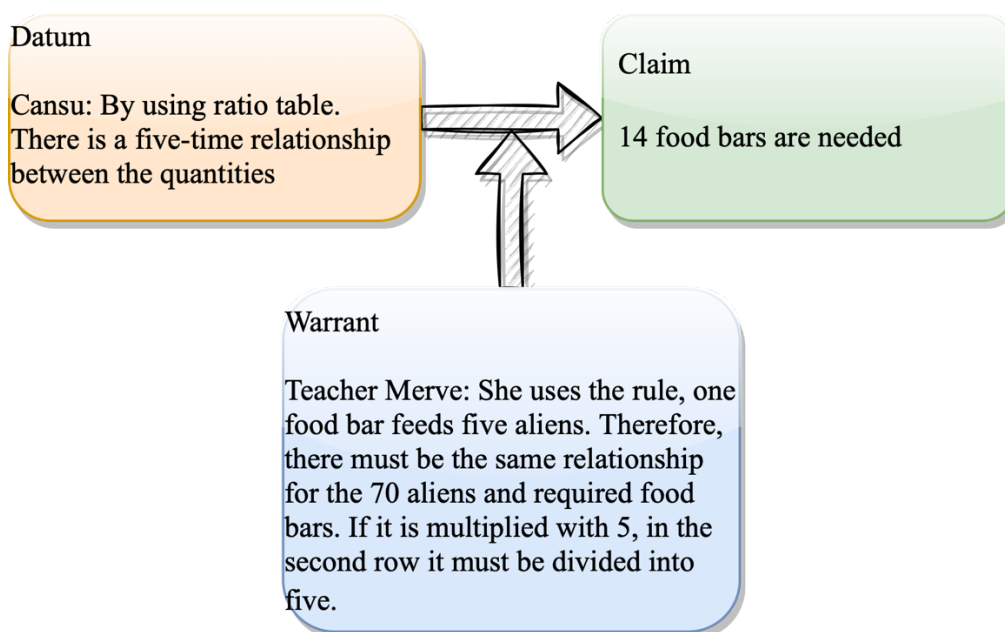 Datum
Cansu: By using ratio table.
There is a five-time relationship
between the quantities
Claim
14 food bars are needed
Warrant
Teacher Merve: She uses the rule, one
food bar feeds five aliens. Therefore,
there must be the same relationship
for the 70 aliens and required food
bars. If it is multiplied with 5, in the
second row it must be divided into
five.